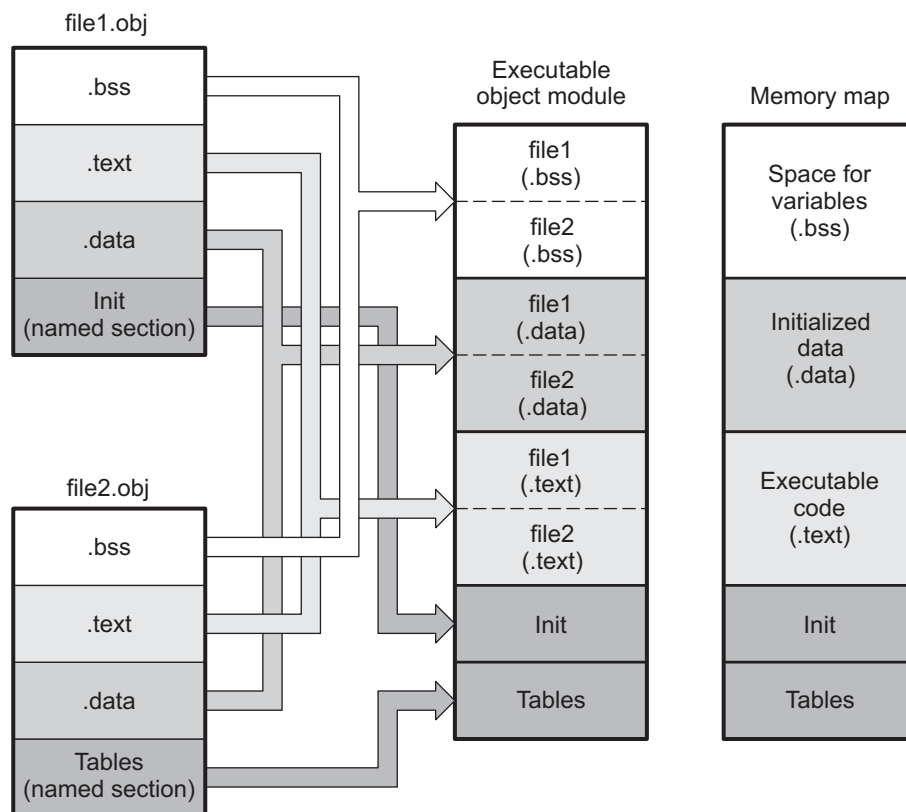 file1.obj
.bss
.text
.data
Init
(named section)
file2.obj
.bss
.text
.data
Tables
(named section)
Executable
object module
file1
(.bss)
file2
(.bss)
file1
(.data)
file2
(.data)
file1
(.text)
file2
(.text)
Init
Tables
Memory map
Space for
variables
(.bss)
Initialized
data
(.data)
Executable
code
(.text)
Init
Tables